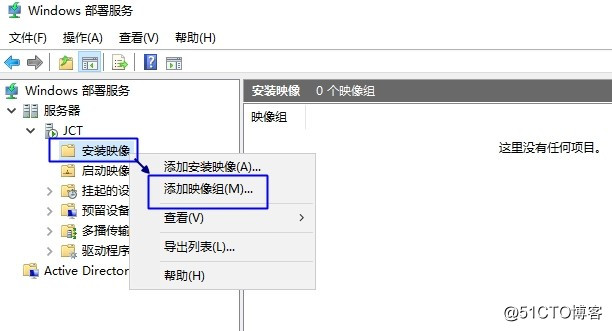 Windows 部署服务
文件(F) 操作(A) 查看(V) 帮助(H)
Windows 部署服务
服务器
JCT
安装映像
启动映像
挂起的设
预留设备
多播传输
驱动程序
Active Director
安装映像 0 个映像组
映像组
这里没有任何项目。
添加安装映像(A)...
添加映像组(M)...
查看(V)
导出列表(L)...
帮助(H)
@51CTO博客